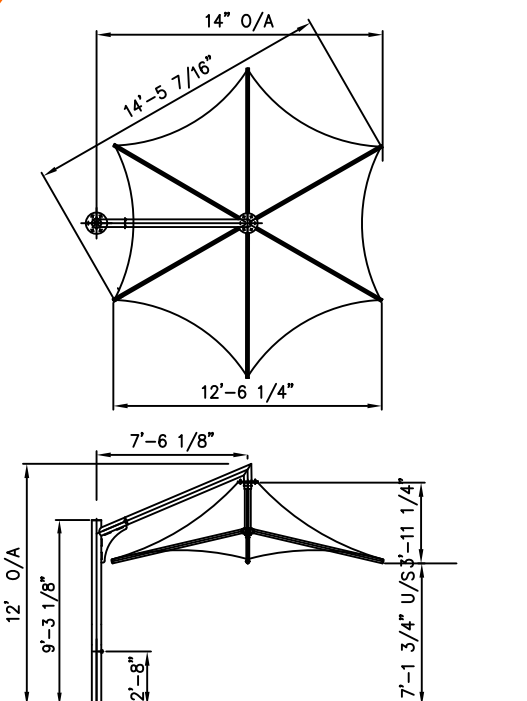 14” O/A
14’-5 7/16”
12’-6 1/4”
7’-6 1/8”
12’ O/A
9’-3 1/8”
2’-8”
3’-11 1/4”
7’-1 3/4” U/S